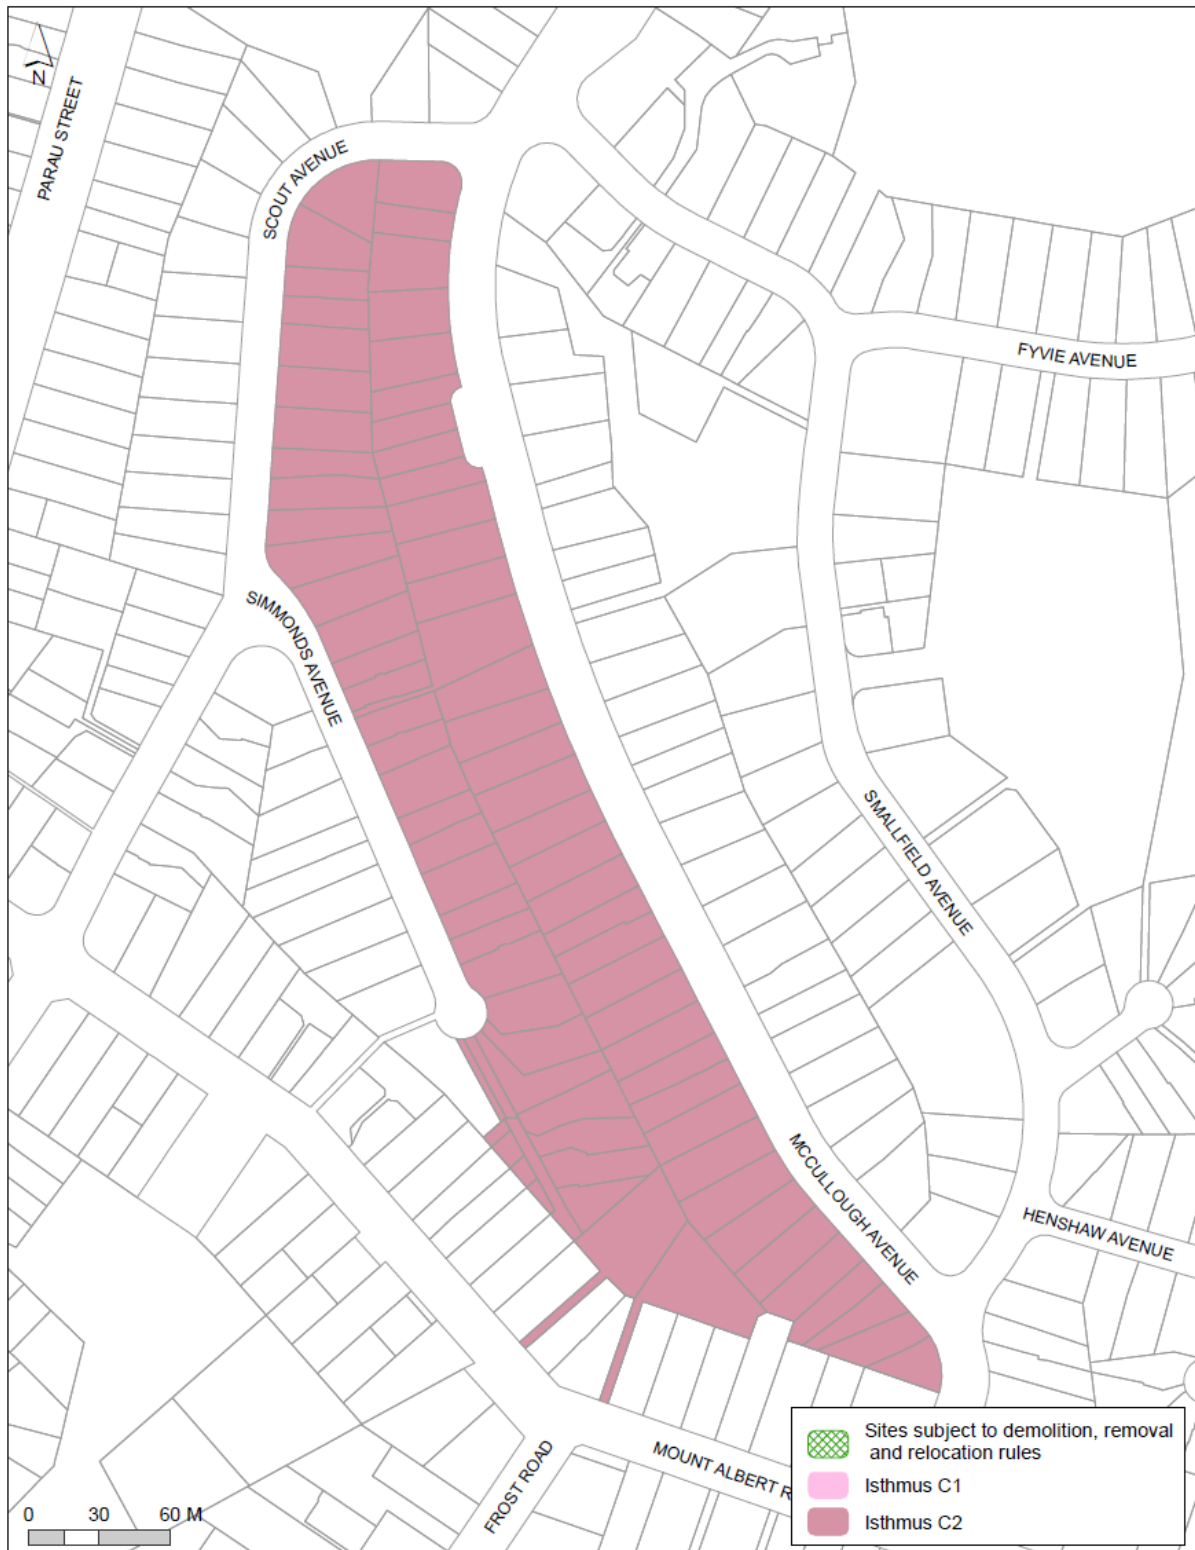 N
PARAU STREET
SCOUT AVENUE
FYVIE AVENUE
SIMMONDS AVENUE
SMALLFIELD AVENUE
MCCULLOUGH AVENUE
HENSHAW AVENUE
MOUNT ALBERT R
FROST ROAD
0 30 60 M
Sites subject to demolition, removal
and relocation rules
Isthmus C1
Isthmus C2